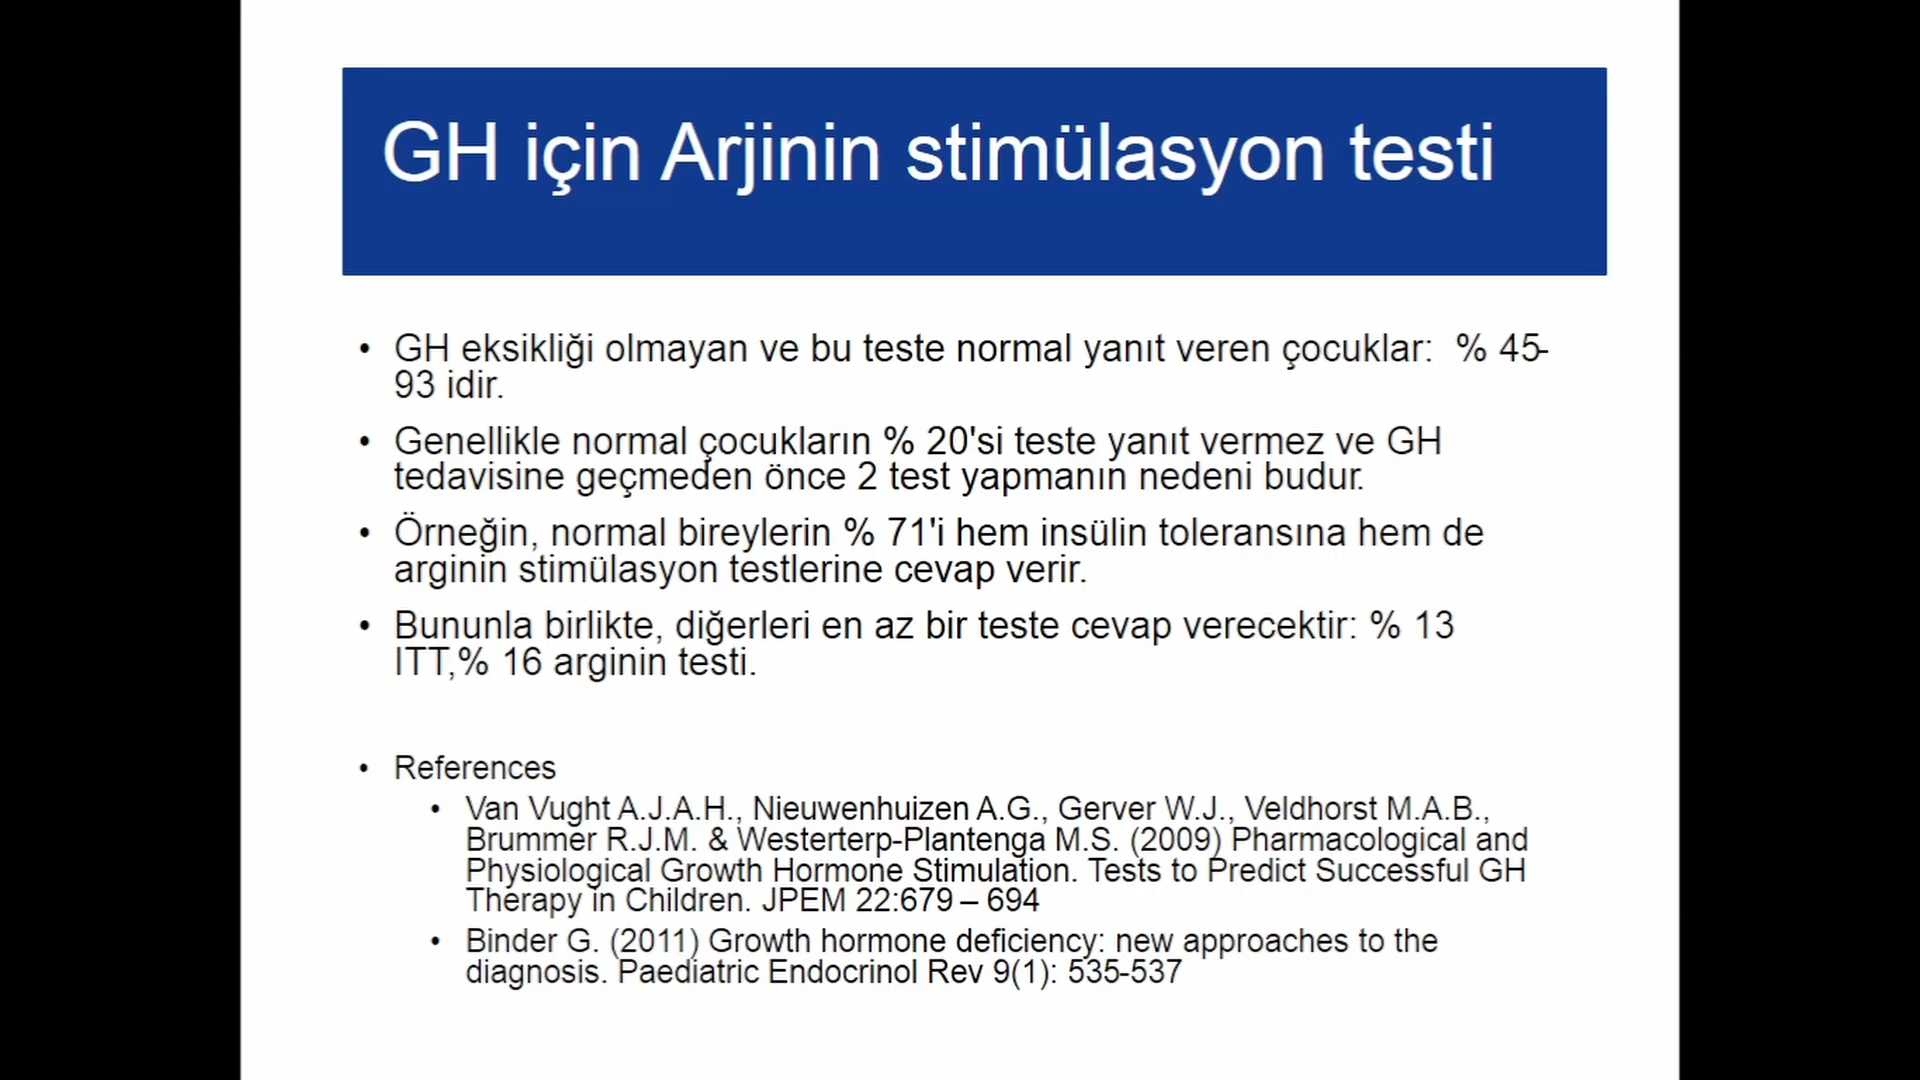 GH için Arjinin stimülasyon testi
• GH eksikliği olmayan ve bu teste normal yanıt veren çocuklar:  % 45-
93 idir.
• Genellikle normal çocukların % 20'si teste yanıt vermez ve GH
tedavisine geçmeden önce 2 test yapmanın nedeni budur.
• Örneğin, normal bireylerin % 71'i hem insülin toleransına hem de
arginin stimülasyon testlerine cevap verir.
• Bununla birlikte, diğerleri en az bir teste cevap verecektir: % 13
ITT,% 16 arginin testi.
• References
• Van Vught A.J.A.H., Nieuwenhuizen A.G., Gerver W.J., Veldhorst M.A.B.,
Brummer R.J.M. & Westerterp-Plantenga M.S. (2009) Pharmacological and
Physiological Growth Hormone Stimulation. Tests to Predict Successful GH
Therapy in Children. JPEM 22:679 – 694
• Binder G. (2011) Growth hormone deficiency: new approaches to the
diagnosis. Paediatric Endocrinol Rev 9(1): 535-537